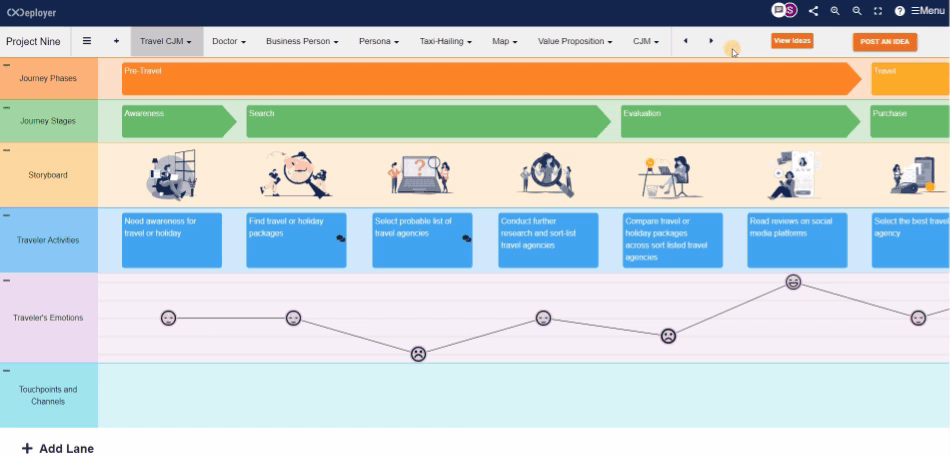 eployer
Menu
Project Nine
Travel CJM
Doctor
Business Person
Persona
Taxi-Hailing
Map
Value Proposition
CJM
View Ideas
POST AN IDEA
Journey Phases
Pre-Travel
Travel
Journey Stages
Awareness
Search
Evaluation
Purchase
Storyboard
?
Traveler Activities
Need awareness for
travel or holiday
Find travel or holiday
packages
Select probable list of
travel agencies
Conduct further
research and sort-list
travel agencies
Compare travel or
holiday packages
across sort listed travel
agencies
Read reviews on social
media platforms
Select the best travel
agency
Traveler's Emotions
Touchpoints and
Channels
+ Add Lane